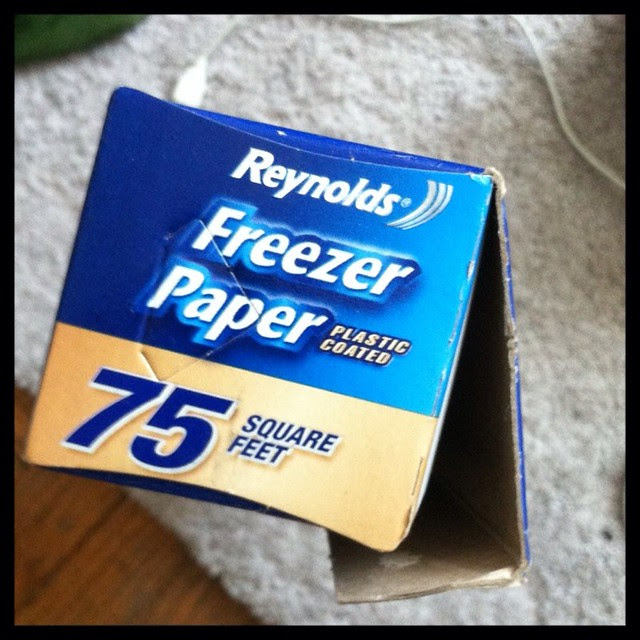 Reynolds®
Freezer
Paper
PLASTIC
COATED
75
SQUARE
FEET